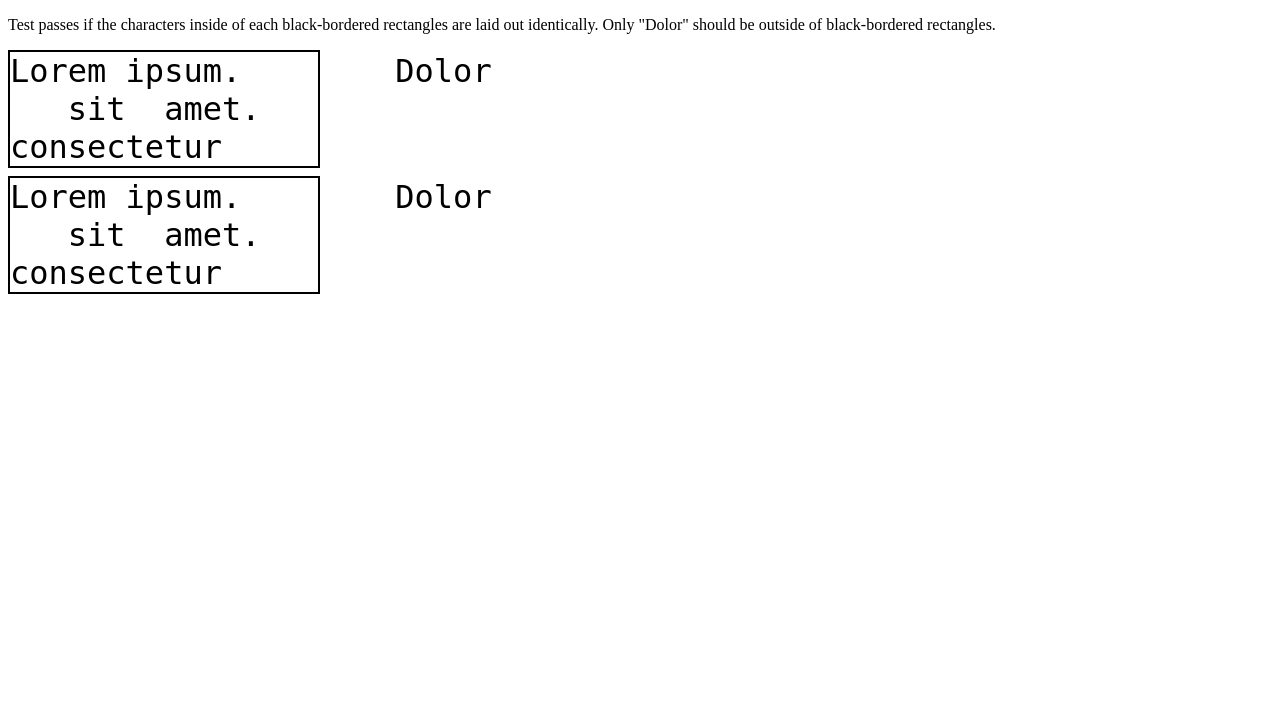 Test passes if the characters inside of each black-bordered rectangles are laid out identically. Only "Dolor" should be outside of black-bordered rectangles.
Lorem ipsum.        Dolor
   sit  amet.
consectetur
Lorem ipsum.        Dolor
   sit  amet.
consectetur